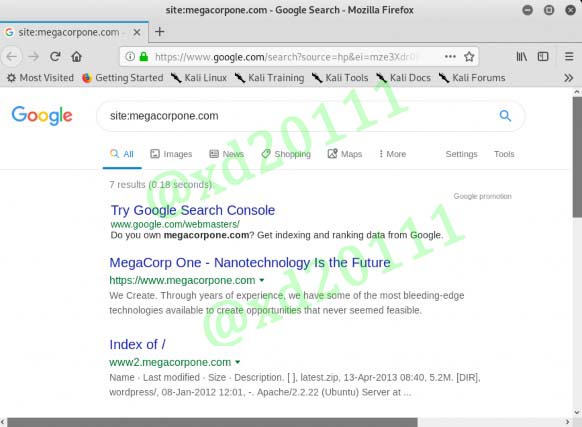 site:megacorpone.com - Google Search - Mozilla Firefox
site:megacorpone.com -
https://www.google.com/search?source=hp&ei=mze3Xdr
Most Visited Getting Started Kali Linux Kali Training Kali Tools Kali Docs Kali Forums
Google site:megacorpone.com
All Images News Shopping Maps More Settings Tools
7 results (0.18 seconds)
Google promotion
Try Google Search Console
www.google.com/webmasters/
Do you own megacorpone.com? Get indexing and ranking data from Google.
MegaCorp One - Nanotechnology Is the Future
https://www.megacorpone.com
We Create. Through years of experience, we have some of the most bleeding-edge
technologies available to create opportunities that never seemed feasible.
Index of /
www2.megacorpone.com
Name · Last modified · Size · Description. [ ], latest.zip, 13-Apr-2013 08:40, 5.2M. [DIR],
wordpress/, 08-Jan-2012 12:01, -. Apache/2.2.22 (Ubuntu) Server at ...
@xd20111
@xd20111